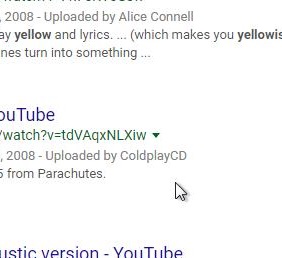 , 2008 - Uploaded by Alice Connell
ay yellow and lyrics. ... (which makes you yellowis
nes turn into something ...
ouTube
/watch?v=tdVAqxNLXiw
, 2008 - Uploaded by ColdplayCD
5 from Parachutes.
ustic version - YouTube